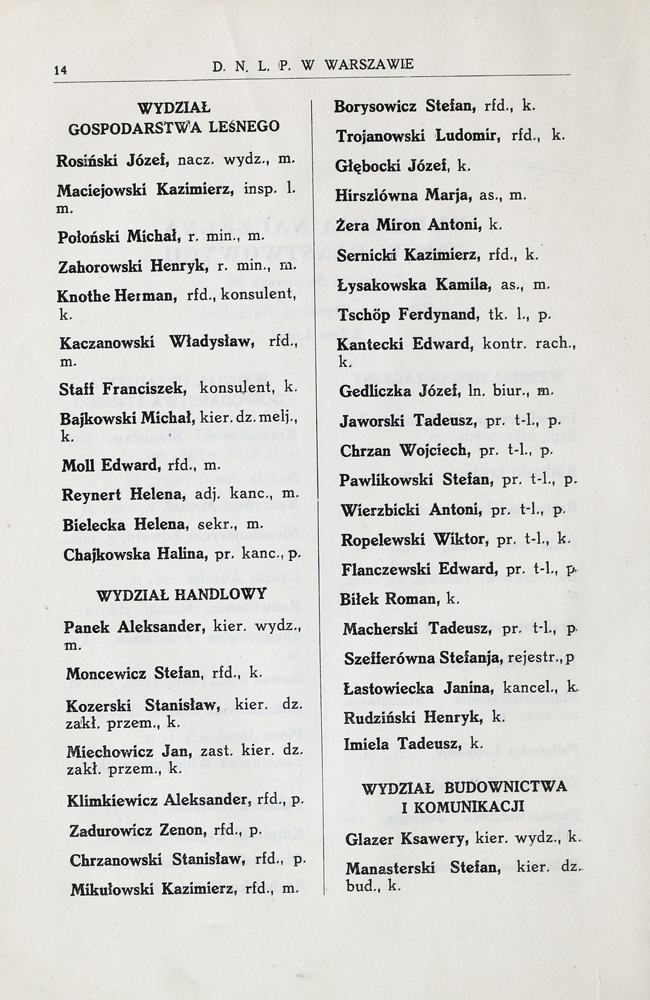 14
D. N. L. P. W WARSZAWIE
WYDZIAŁ
GOSPODARSTWA LEŚNEGO
Rosiński Józef, nacz. wydz., m.
Maciejowski Kazimierz, insp. l.
m.
Połoński Michał, r. min., m.
Zahorowski Henryk, r. min., m.
Knothe Herman, rfd., konsulent,
k.
Kaczanowski Władysław, rfd.,
m.
Staff Franciszek, konsulent, k.
Bajkowski Michał, kier. dz. melj.,
k.
Moll Edward, rfd., m.
Reynert Helena, adj. kanc., m.
Bielecka Helena, sekr., m.
Chajkowska Halina, pr. kanc., p.
WYDZIAŁ HANDLOWY
Panek Aleksander, kier. wydz.,
m.
Moncewicz Stefan, rfd., k.
Kozerski Stanisław, kier. dz.
zakł. przem., k.
Miechowicz Jan, zast. kier. dz.
zakł. przem., k.
Klimkiewicz Aleksander, rfd., p.
Zadurowicz Zenon, rfd., p.
Chrzanowski Stanisław, rfd., p.
Mikułowski Kazimierz, rfd., m.
Borysowicz Stefan, rfd., k.
Trojanowski Ludomir, rfd., k.
Głębocki Józef, k.
Hirszlówna Marja, as., m.
Żera Miron Antoni, k.
Sernicki Kazimierz, rfd., k.
Łysakowska Kamila, as., m.
Tschöp Ferdynand, tk. l., p.
Kantecki Edward, kontr. rach.,
k.
Gedliczka Józef, ln. biur., m.
Jaworski Tadeusz, pr. t-l., p.
Chrzan Wojciech, pr. t-l., p.
Pawlikowski Stefan, pr. t-l., p.
Wierzbicki Antoni, pr. t-l., p.
Ropelewski Wiktor, pr. t-l., k.
Flanczewski Edward, pr. t-l., p.
Biłek Roman, k.
Macherski Tadeusz, pr. t-l., p.
Szefferówna Stefanja, rejestr., p
Łastowiecka Janina, kancel., k.
Rudziński Henryk, k.
Imiela Tadeusz, k.
WYDZIAŁ BUDOWNICTWA
I KOMUNIKACJI
Glazer Ksawery, kier. wydz., k.
Manasterski Stefan, kier. dz.
bud., k.